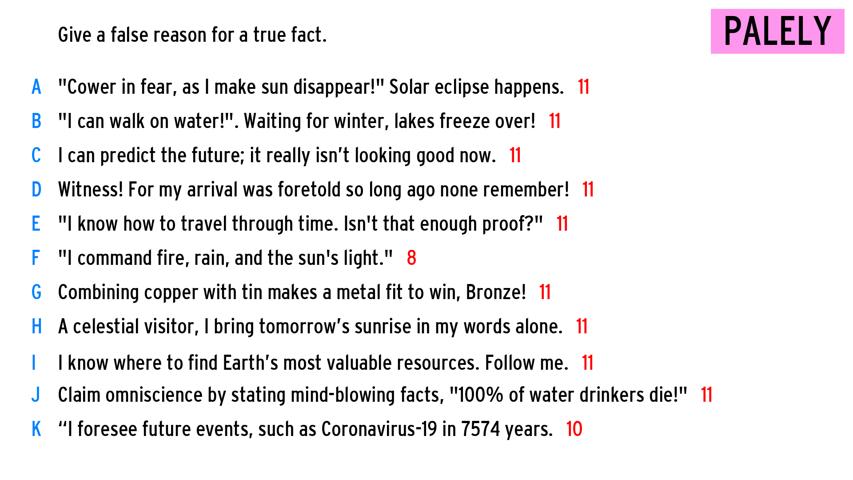 Give a false reason for a true fact.
PALELY
A "Cower in fear, as I make sun disappear!" Solar eclipse happens. 11
B "I can walk on water!". Waiting for winter, lakes freeze over! 11
C I can predict the future; it really isn’t looking good now. 11
D Witness! For my arrival was foretold so long ago none remember! 11
E "I know how to travel through time. Isn't that enough proof?" 11
F "I command fire, rain, and the sun's light." 8
G Combining copper with tin makes a metal fit to win, Bronze! 11
H A celestial visitor, I bring tomorrow’s sunrise in my words alone. 11
I I know where to find Earth’s most valuable resources. Follow me. 11
J Claim omniscience by stating mind-blowing facts, "100% of water drinkers die!" 11
K “I foresee future events, such as Coronavirus-19 in 7574 years. 10